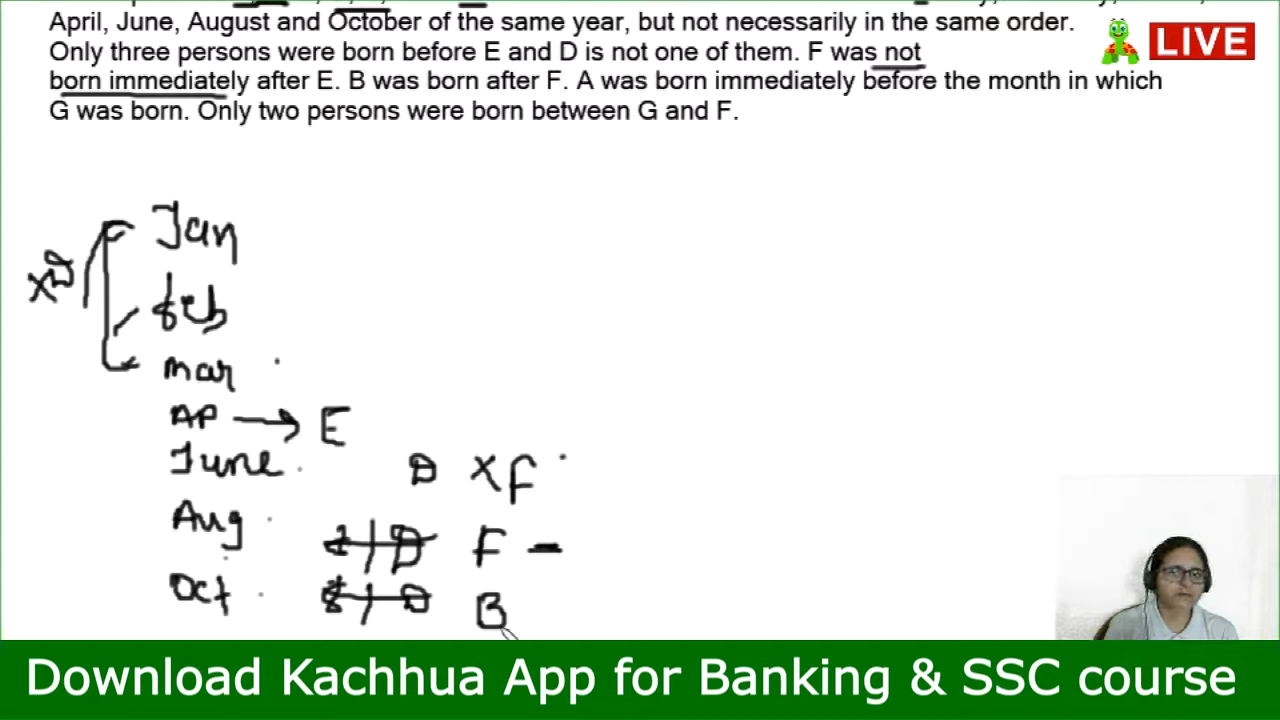 April, June, August and October of the same year, but not necessarily in the same order.
LIVE
Only three persons were born before E and D is not one of them. F was not
born immediately after E. B was born after F. A was born immediately before the month in which
G was born. Only two persons were born between G and F.
Jan
XD
feb
mar
AP → E
June D X F
Aug D F -
Oct D B
Download Kachhua App for Banking & SSC course